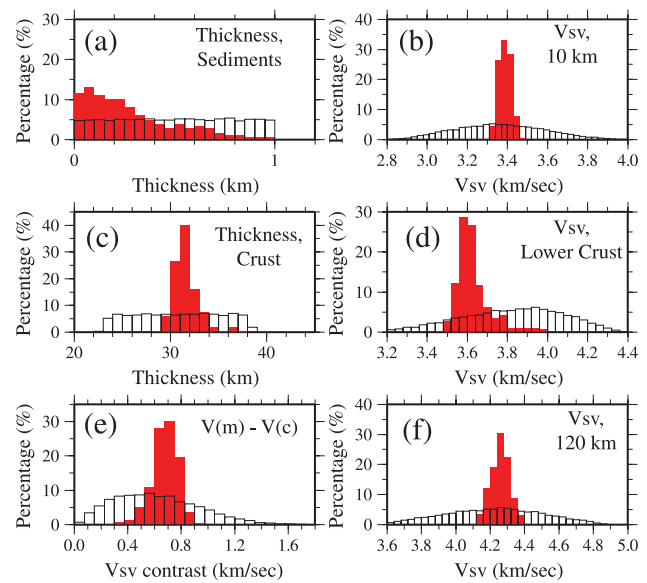 (a)
Thickness,
Sediments
Percentage (%)
30
20
10
0
0
1
Thickness (km)
(b)
Vsv,
10 km
Percentage (%)
40
30
20
10
0
2.8 3.0 3.2 3.4 3.6 3.8 4.0
Vsv (km/sec)
(c)
Thickness,
Crust
Percentage (%)
40
30
20
10
0
20 30 40
Thickness (km)
(d)
Vsv,
Lower Crust
Percentage (%)
30
20
10
0
3.2 3.4 3.6 3.8 4.0 4.2 4.4
Vsv (km/sec)
(e)
V(m) - V(c)
Percentage (%)
30
20
10
0
0.0 0.4 0.8 1.2 1.6
Vsv contrast (km/sec)
(f)
Vsv,
120 km
Percentage (%)
40
30
20
10
0
3.6 3.8 4.0 4.2 4.4 4.6 4.8 5.0
Vsv (km/sec)